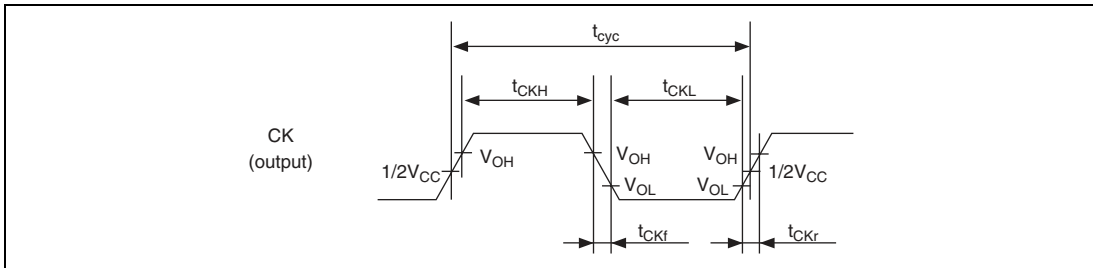 tcyc
tCKH
tCKL
CK
(output)
VOH
VOH
VOH
1/2VCC
1/2VCC
VOL
VOL
tCKf
tCKr